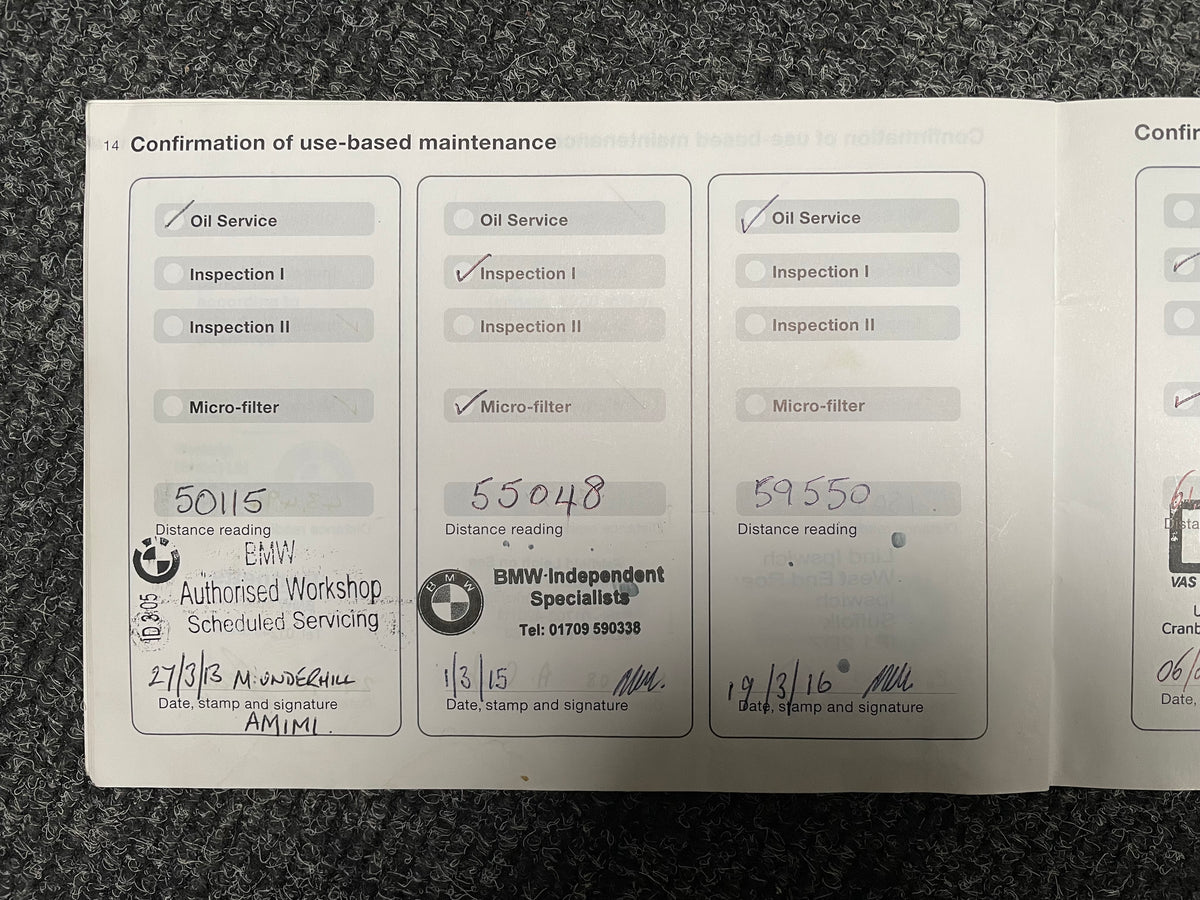 14 Confirmation of use-based maintenance
Oil Service
Inspection I
Inspection II
Micro-filter
50115
Distance reading
BMW
Authorised Workshop
Scheduled Servicing
27/3/13 M. UNDERHILL
Date, stamp and signature
AMIMI.
Oil Service
Inspection I
Inspection II
Micro-filter
55048
Distance reading
BMW
BMW-Independent
Specialists
Tel: 01709 590338
1/3/15
Date, stamp and signature
Oil Service
Inspection I
Inspection II
Micro-filter
59550
Distance reading
19/3/16
Date, stamp and signature
Confir
Dista
VAS
Cranb
06/
Date,